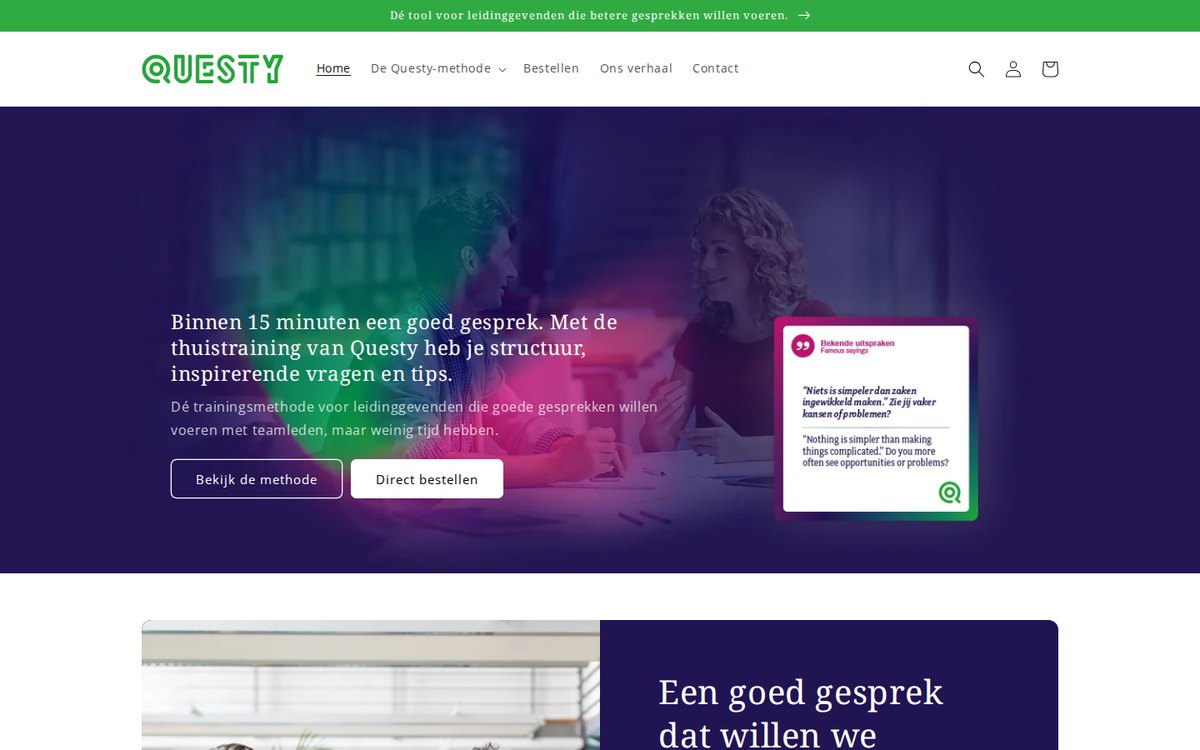 Dé tool voor leidinggevenden die betere gesprekken willen voeren.
QUESTY
Home
De Questy-methode
Bestellen
Ons verhaal
Contact
Binnen 15 minuten een goed gesprek. Met de
thuistraining van Questy heb je structuur,
inspirerende vragen en tips.
Dé trainingsmethode voor leidinggevenden die goede gesprekken willen
voeren met teamleden, maar weinig tijd hebben.
Bekijk de methode
Direct bestellen
Bekende uitspraken
Famous sayings
“Niets is simpeler dan zaken
ingewikkeld maken.” Zie jij vaker
kansen of problemen?
“Nothing is simpler than making
things complicated.” Do you more
often see opportunities or problems?
Een goed gesprek
dat willen we